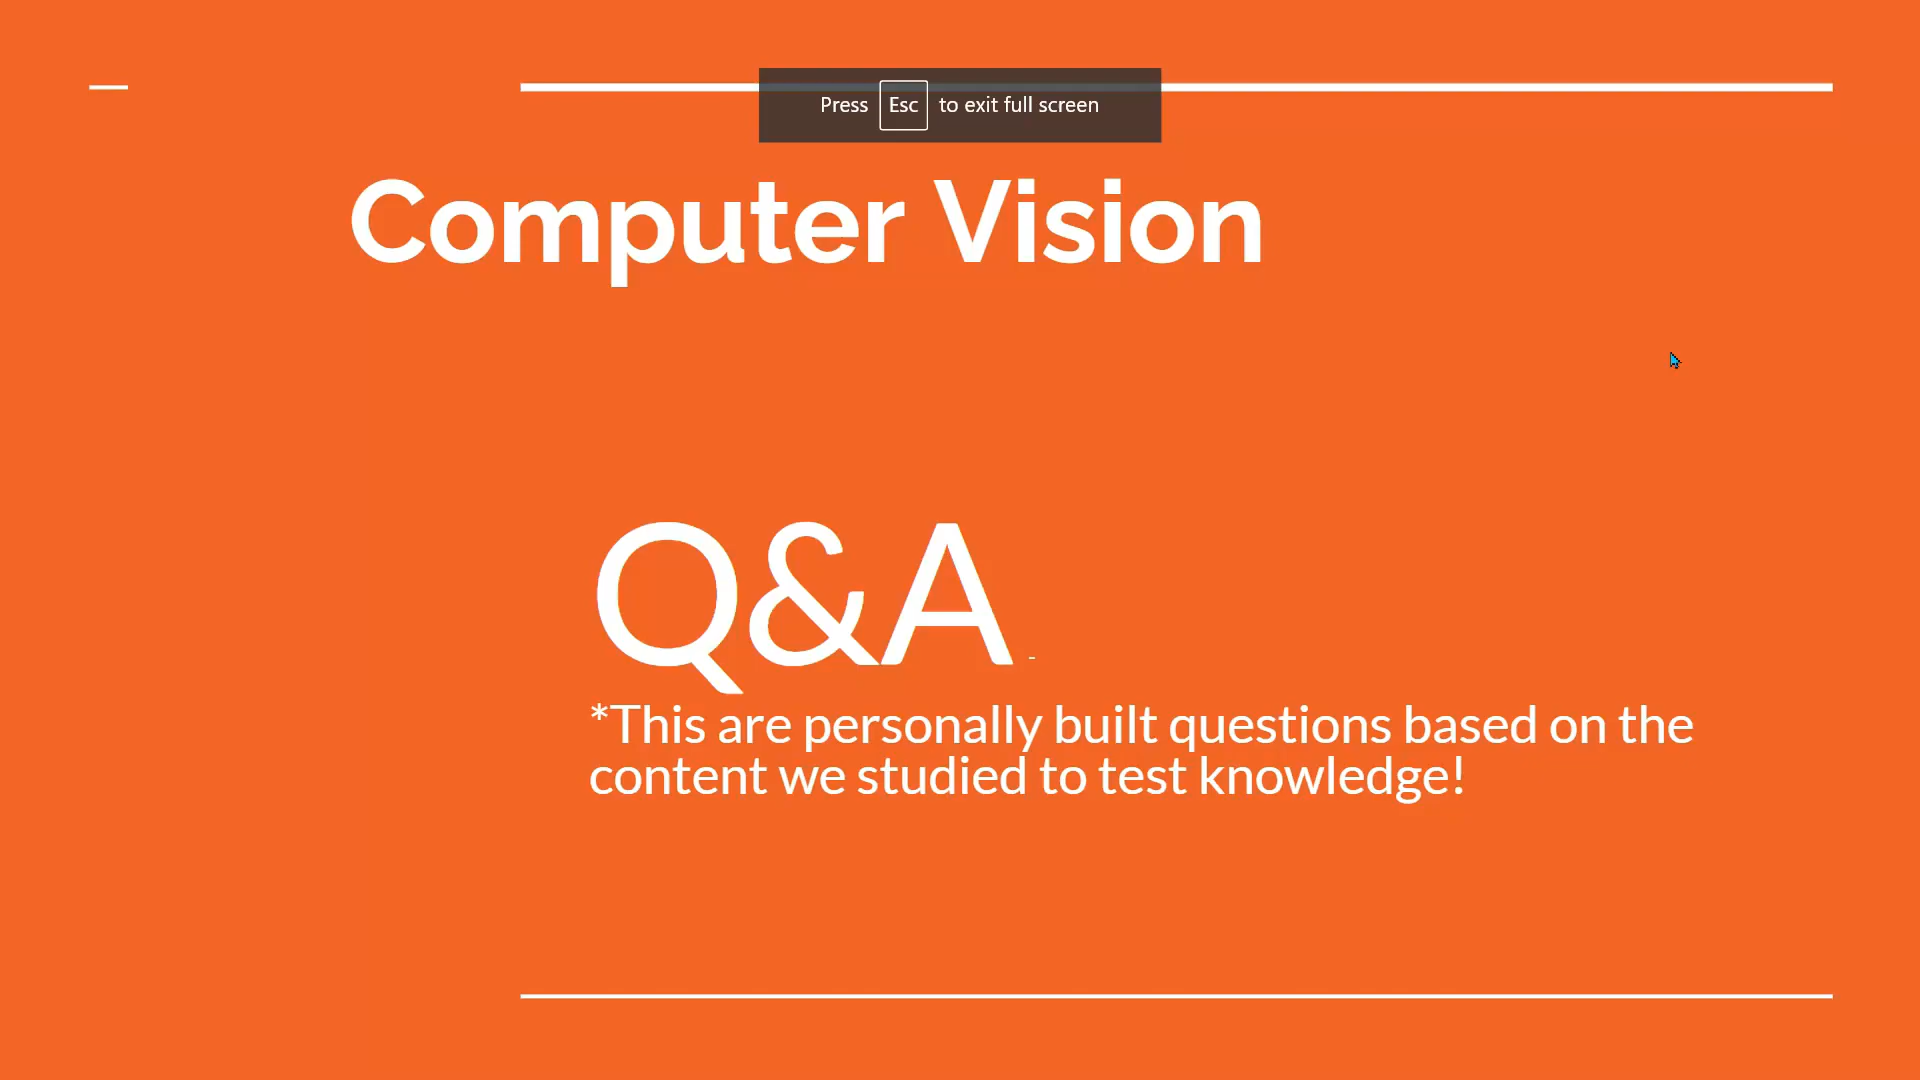 Press Esc to exit full screen
Computer Vision
Q&A -
*This are personally built questions based on the
content we studied to test knowledge!